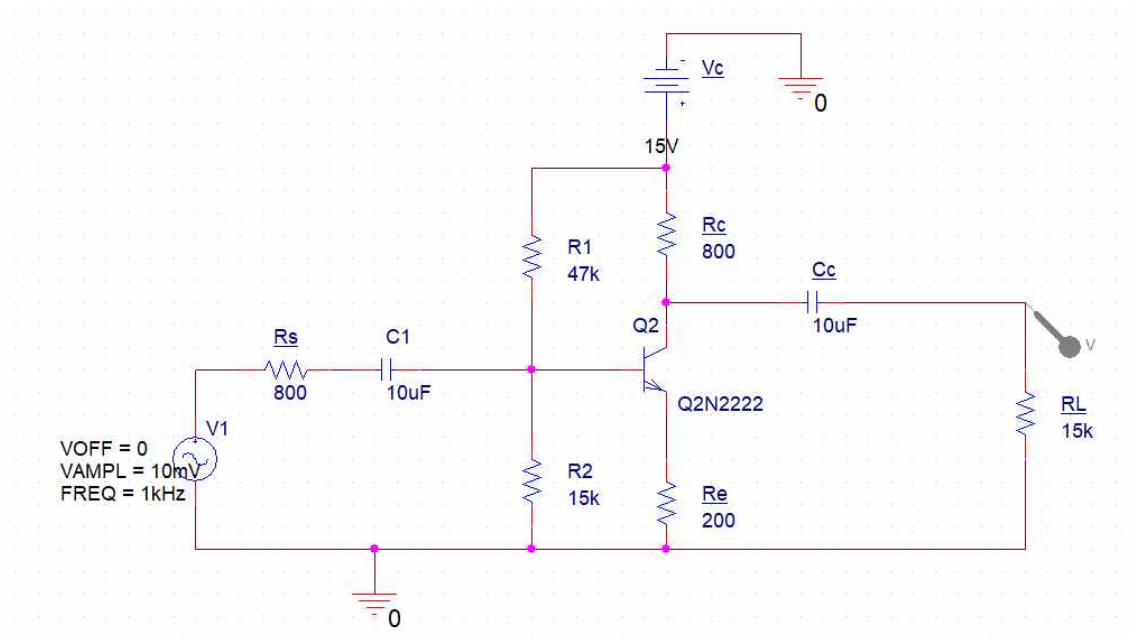 Vc
0
15V
R1
47k
Rc
800
Cc
10uF
Rs
800
C1
10uF
Q2
Q2N2222
V
V1
VOFF = 0
VAMPL = 10mV
FREQ = 1kHz
R2
15k
Re
200
RL
15k
0